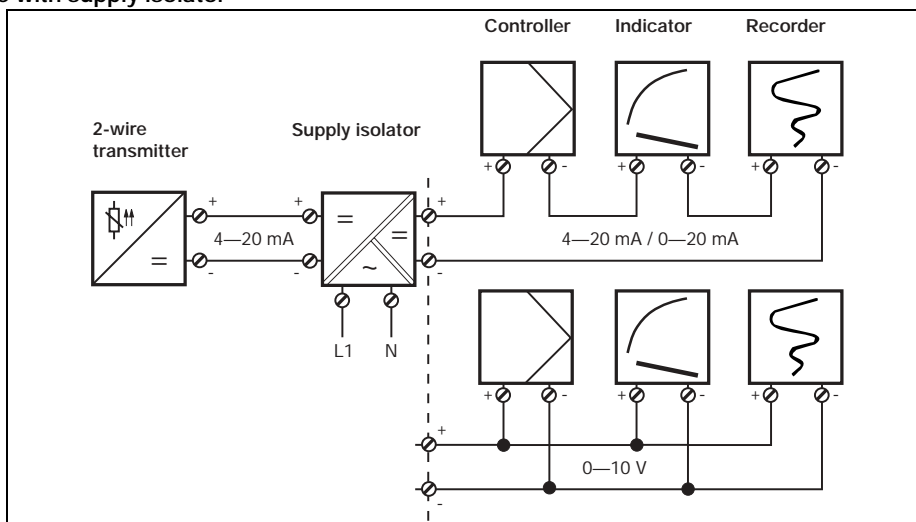 with supply isolator
Controller Indicator Recorder
2-wire
transmitter
Supply isolator
+ - + - + -
+ + +
4—20 mA
4—20 mA / 0—20 mA
=
=
=
~
- - -
L1 N
+ - + - + -
+
0—10 V
-